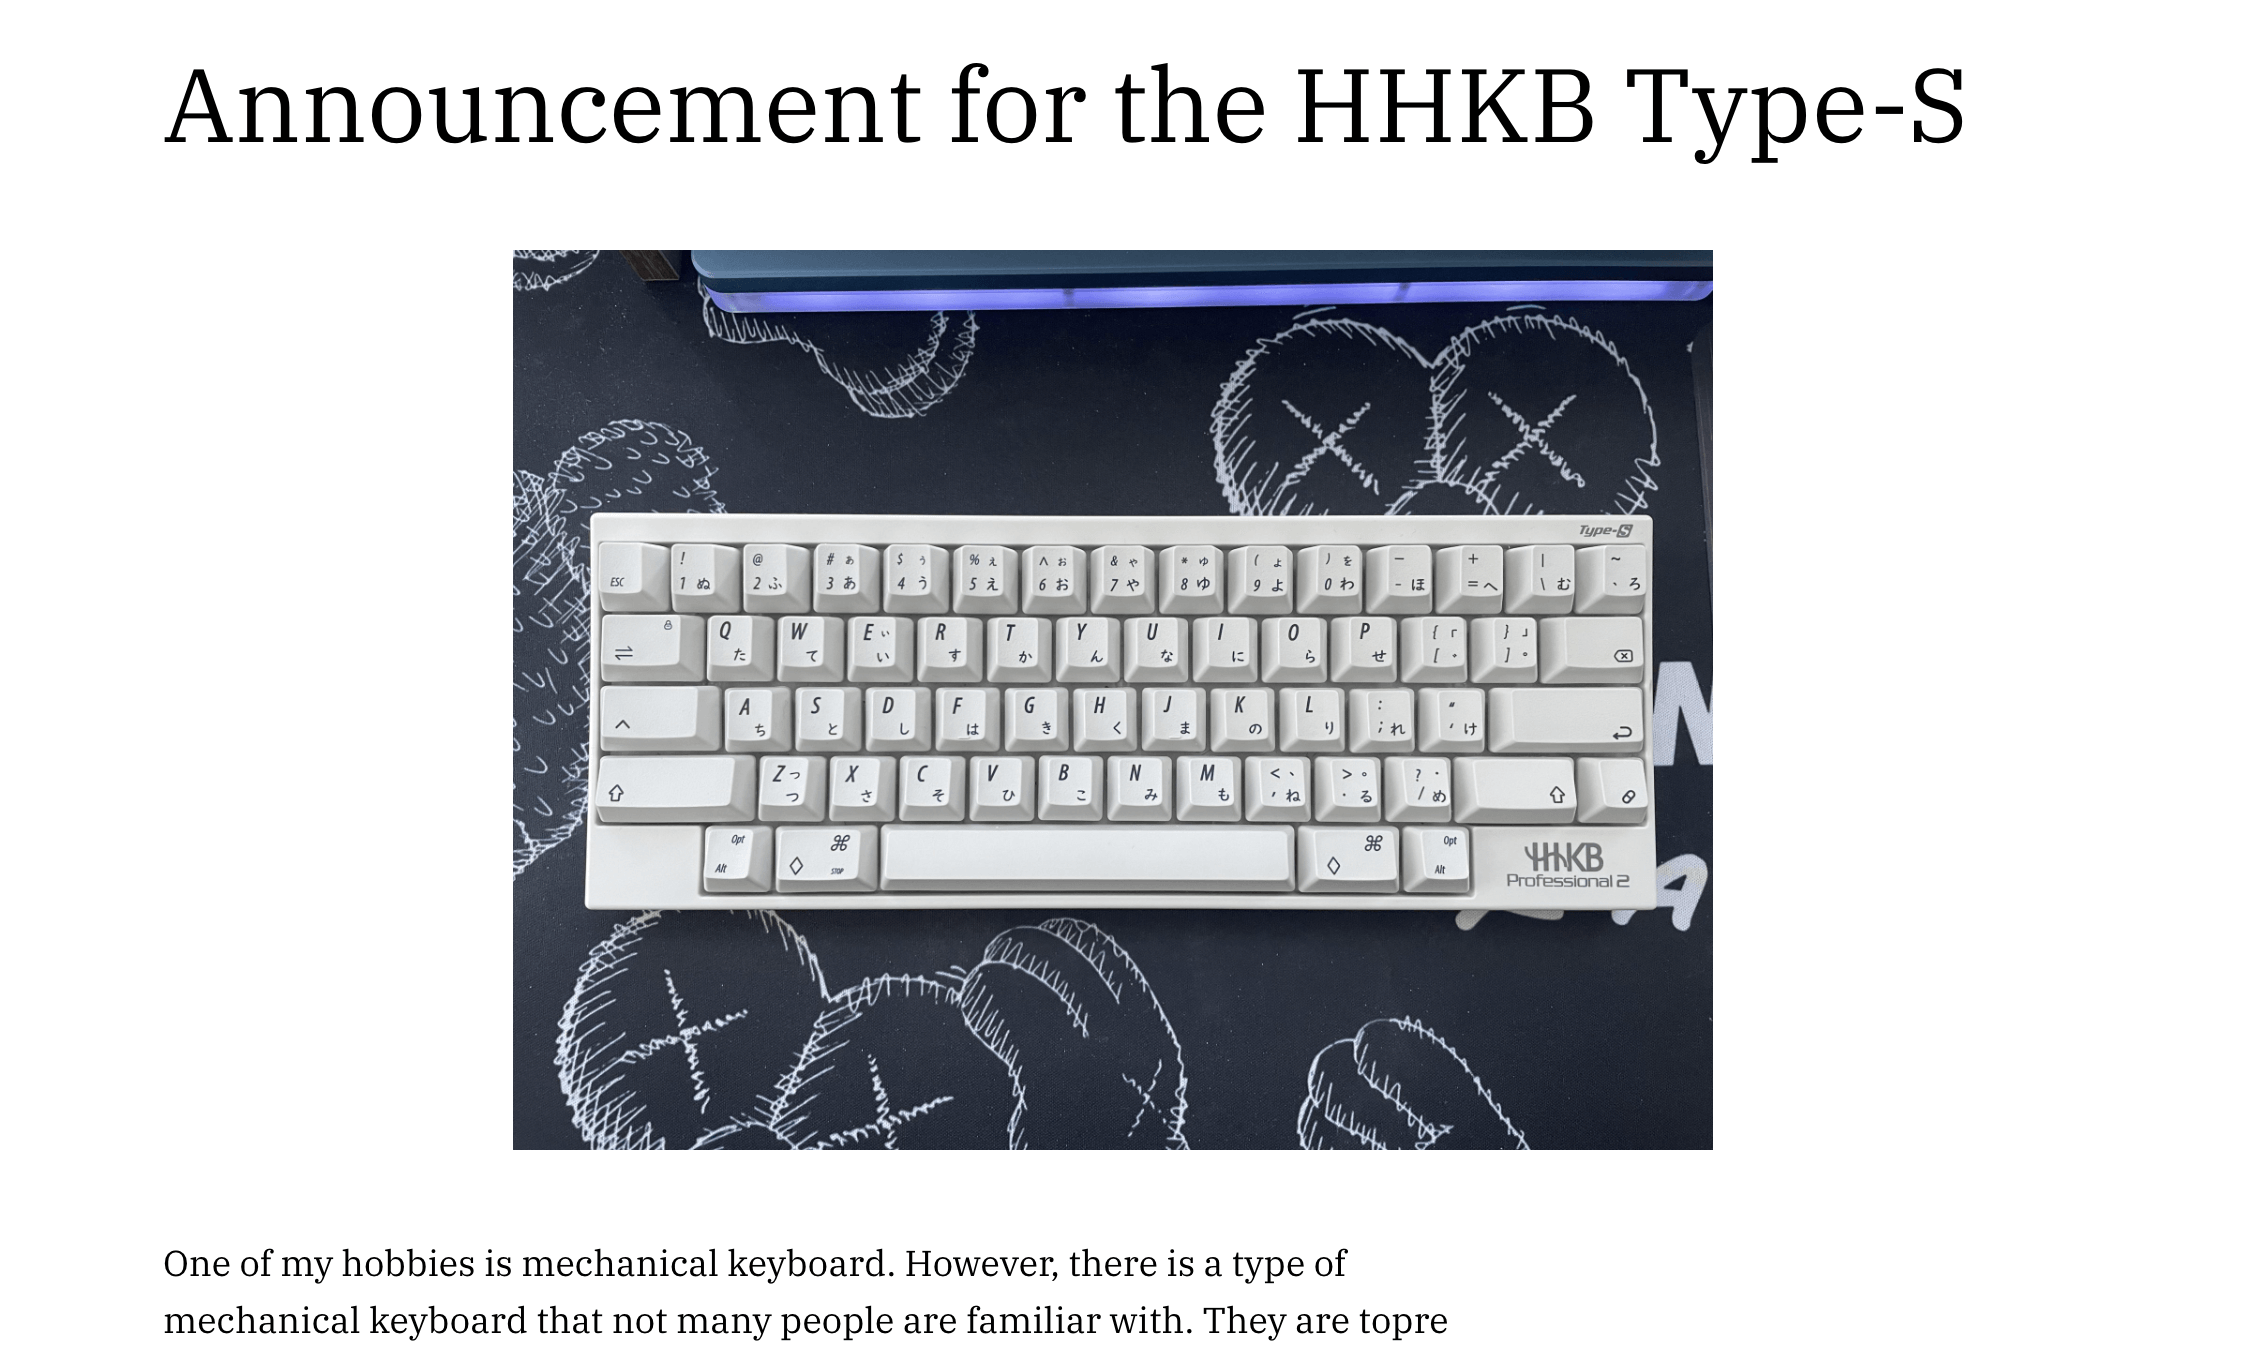 Announcement for the HHKB Type-S
Type-S
ESC ! 1 ぬ @ 2 ふ # ぁ 3 あ $ ぅ 4 う % ぇ 5 え ^ ぉ 6 お & ゃ 7 や * ゅ 8 ゆ ( ょ 9 よ ) を 0 わ - ほ + = へ | \ む ~ ろ
Q た W て E ぃ い R す T か Y ん U な I に O ら P せ { 「 [ } 」 ] °
^ A ち S と D し F は G き H く J ま K の L り : ; れ " ' け
Z っ つ X さ C そ V ひ B こ N み M も < 、 , ね > 。 . る ? ・ / め
Opt Alt ⌘ ◇ STOP ⌘ ◇ Opt Alt
HHKB
Professional 2
N
A
One of my hobbies is mechanical keyboard. However, there is a type of
mechanical keyboard that not many people are familiar with. They are topre